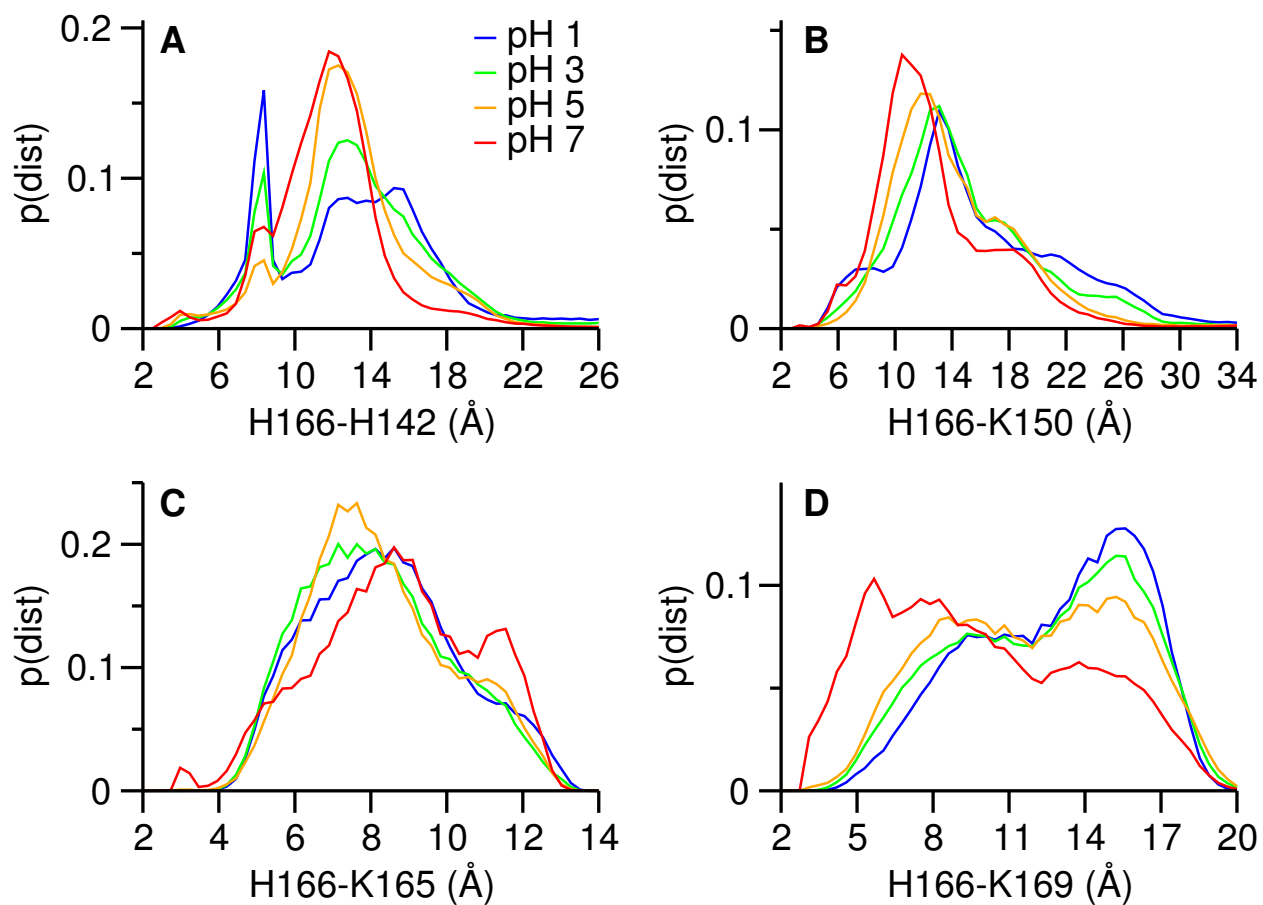 A
pH 1
pH 3
pH 5
pH 7
0.2
0.1
0
p(dist)
2 6 10 14 18 22 26
H166-H142 (Å)
B
0.1
0
p(dist)
2 6 10 14 18 22 26 30 34
H166-K150 (Å)
C
0.2
0.1
0
p(dist)
2 4 6 8 10 12 14
H166-K165 (Å)
D
0.1
0
p(dist)
2 5 8 11 14 17 20
H166-K169 (Å)